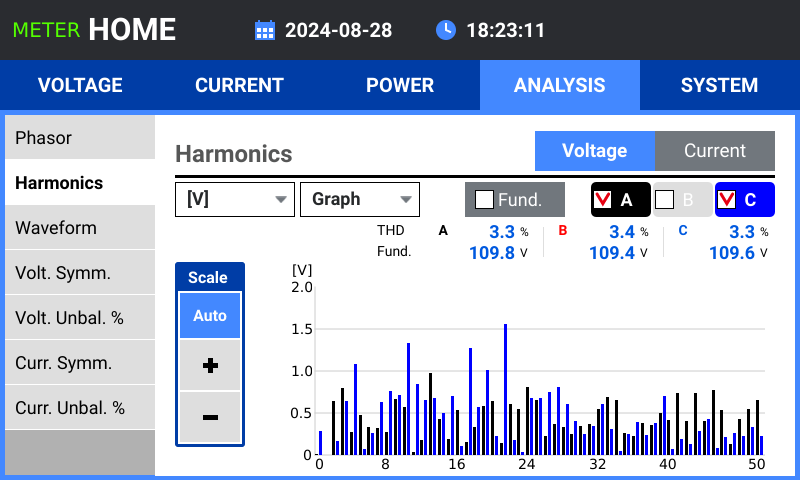 METER HOME 2024-08-28 18:23:11
VOLTAGE CURRENT POWER ANALYSIS SYSTEM
Phasor
Harmonics
Waveform
Volt. Symm.
Volt. Unbal. %
Curr. Symm.
Curr. Unbal. %
Harmonics Voltage Current
[V] Graph Fund. A B C
THD A 3.3 % B 3.4 % C 3.3 %
Fund. 109.8 V 109.4 V 109.6 V
Scale
Auto
+
−
[V]
2.0
1.5
1.0
0.5
0
0 8 16 24 32 40 50